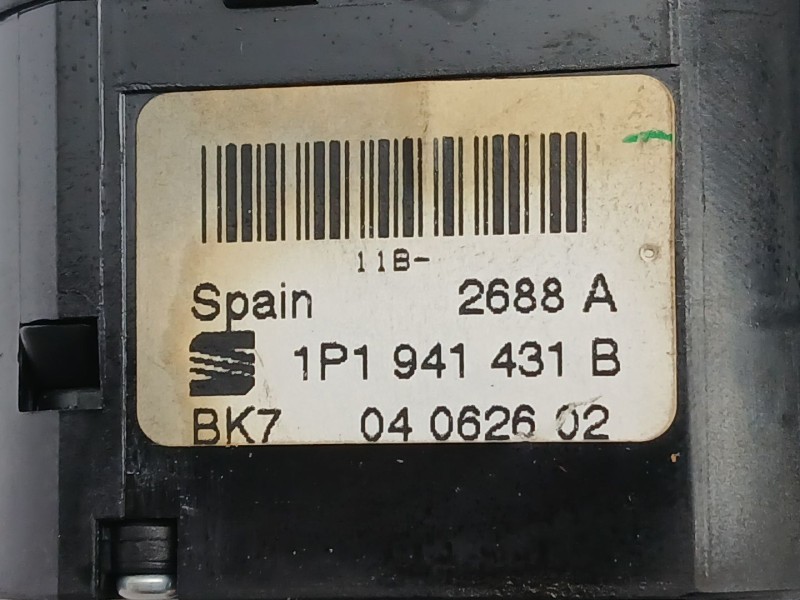 11B-
Spain 2688 A
1P1 941 431 B
BK7 04 0626 02